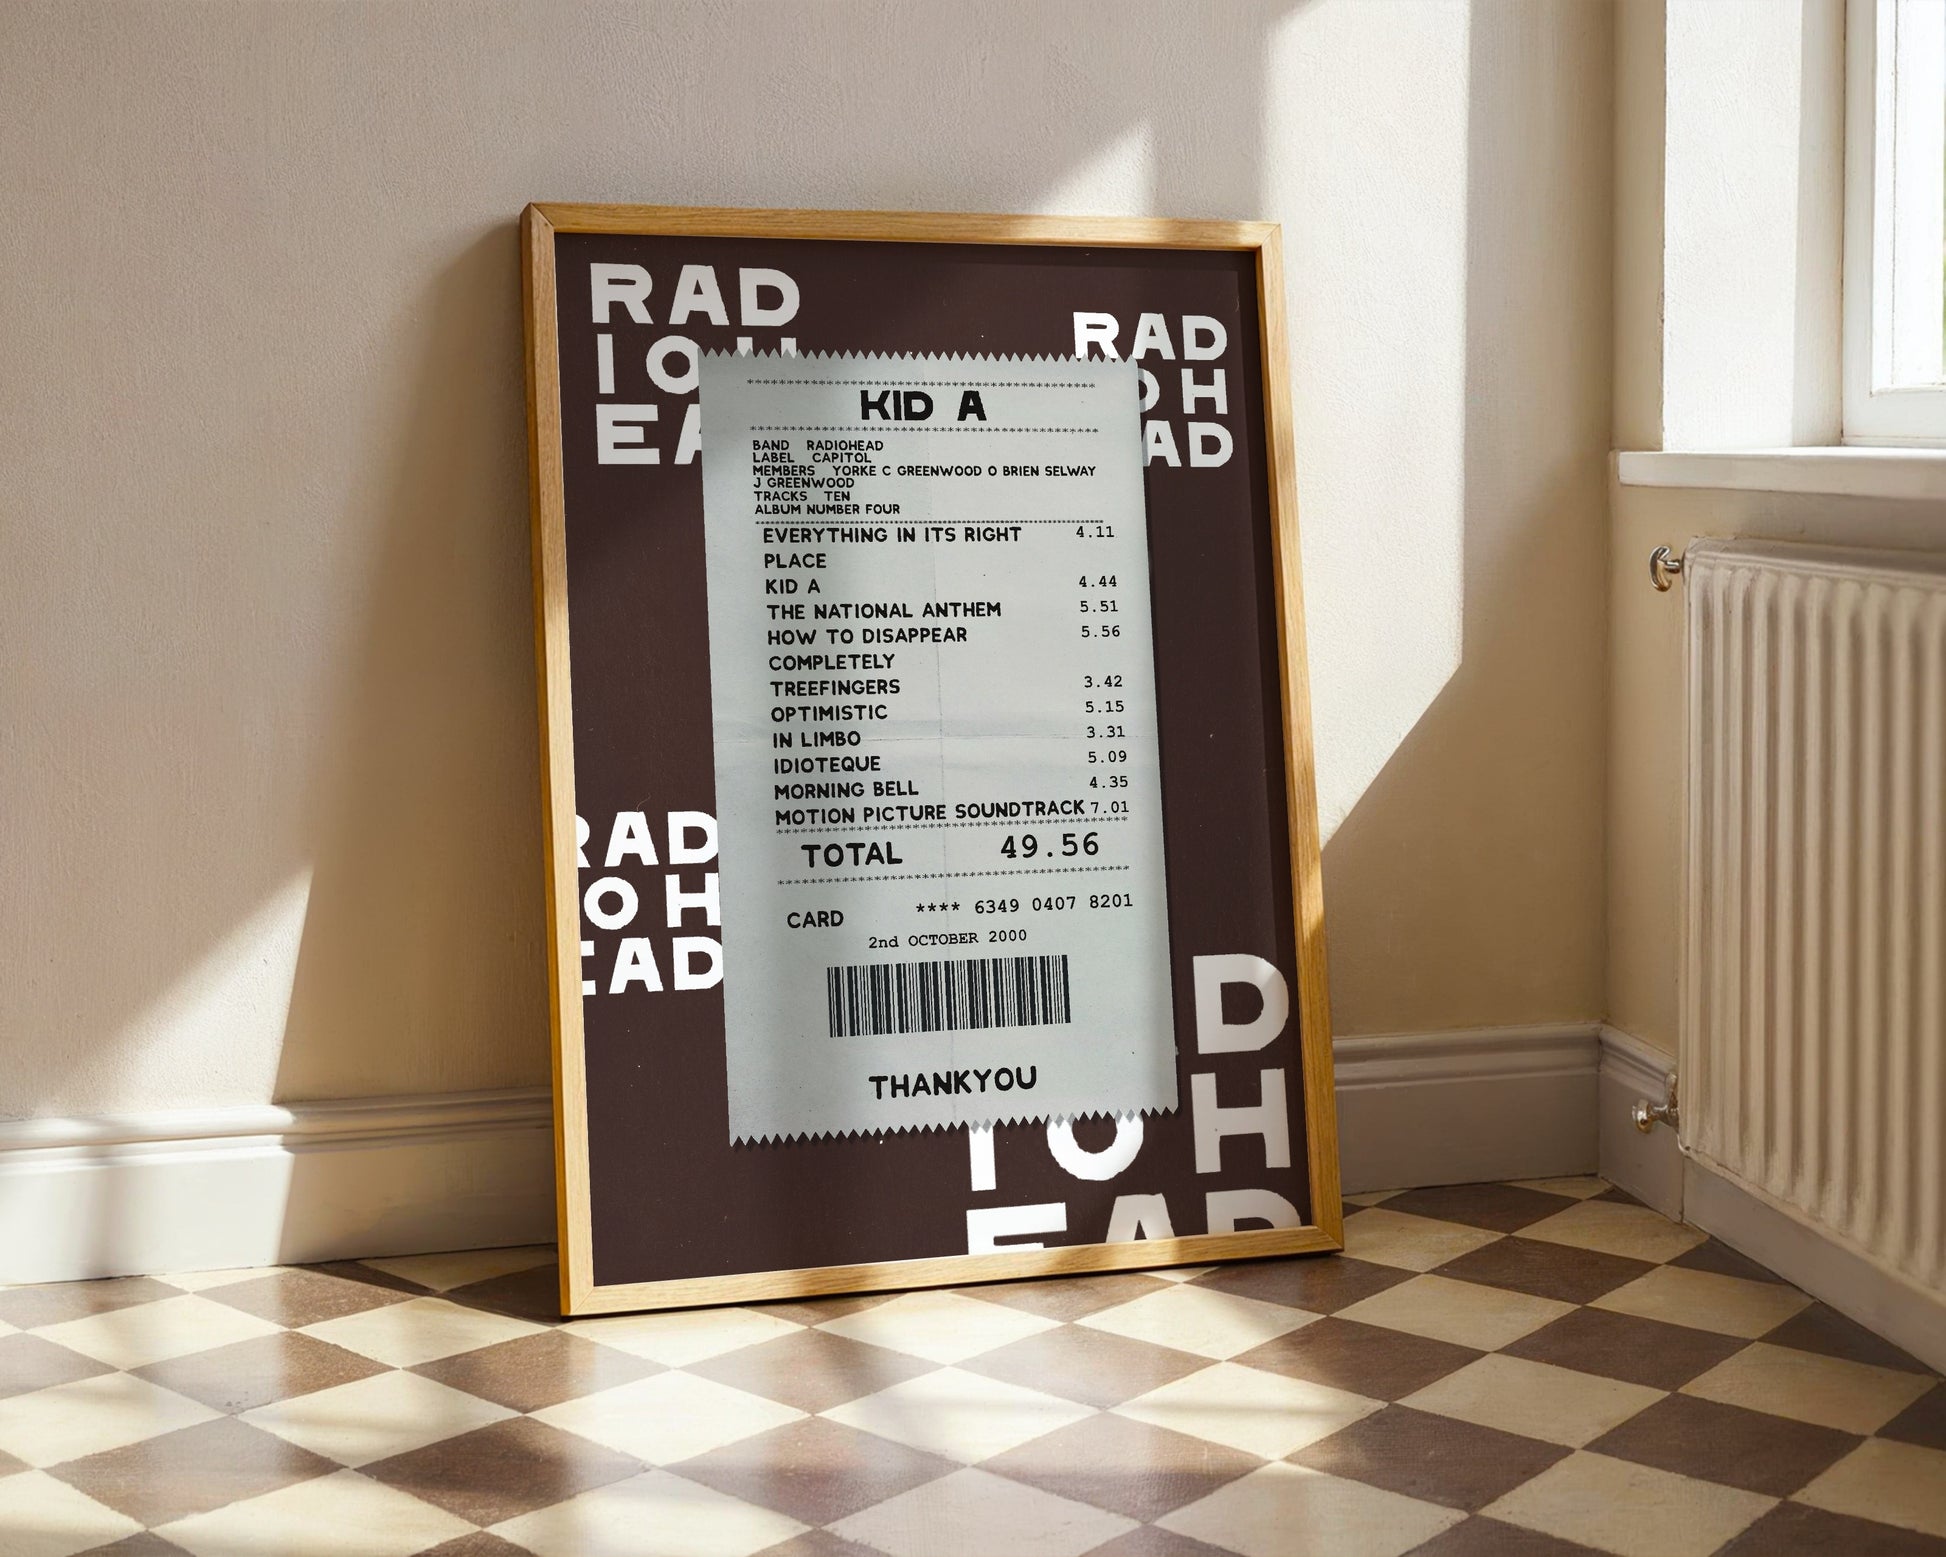 RAD
IOH
EA
RAD
OH
AD
KID A
BAND RADIOHEAD
LABEL CAPITOL
MEMBERS YORKE C GREENWOOD O BRIEN SELWAY
J GREENWOOD
TRACKS TEN
ALBUM NUMBER FOUR
EVERYTHING IN ITS RIGHT 4.11
PLACE
KID A 4.44
THE NATIONAL ANTHEM 5.51
HOW TO DISAPPEAR 5.56
COMPLETELY
TREEFINGERS 3.42
OPTIMISTIC 5.15
IN LIMBO 3.31
IDIOTEQUE 5.09
MORNING BELL 4.35
MOTION PICTURE SOUNDTRACK 7.01
TOTAL 49.56
CARD **** 6349 0407 8201
2nd OCTOBER 2000
THANKYOU
RAD
OH
EAD
D
IOH
EAD